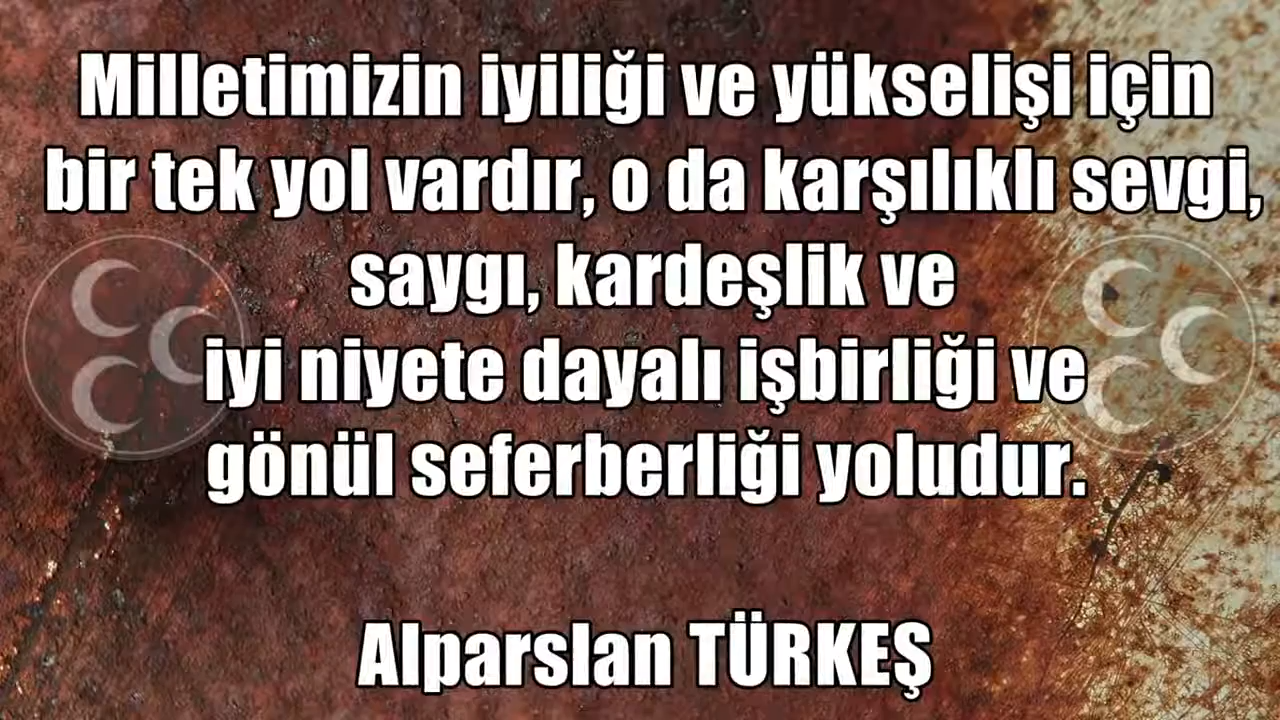 Milletimizin iyiliği ve yükselişi için
bir tek yol vardır, o da karşılıklı sevgi,
saygı, kardeşlik ve
iyi niyete dayalı işbirliği ve
gönül seferberliği yoludur.
Alparslan TÜRKEŞ